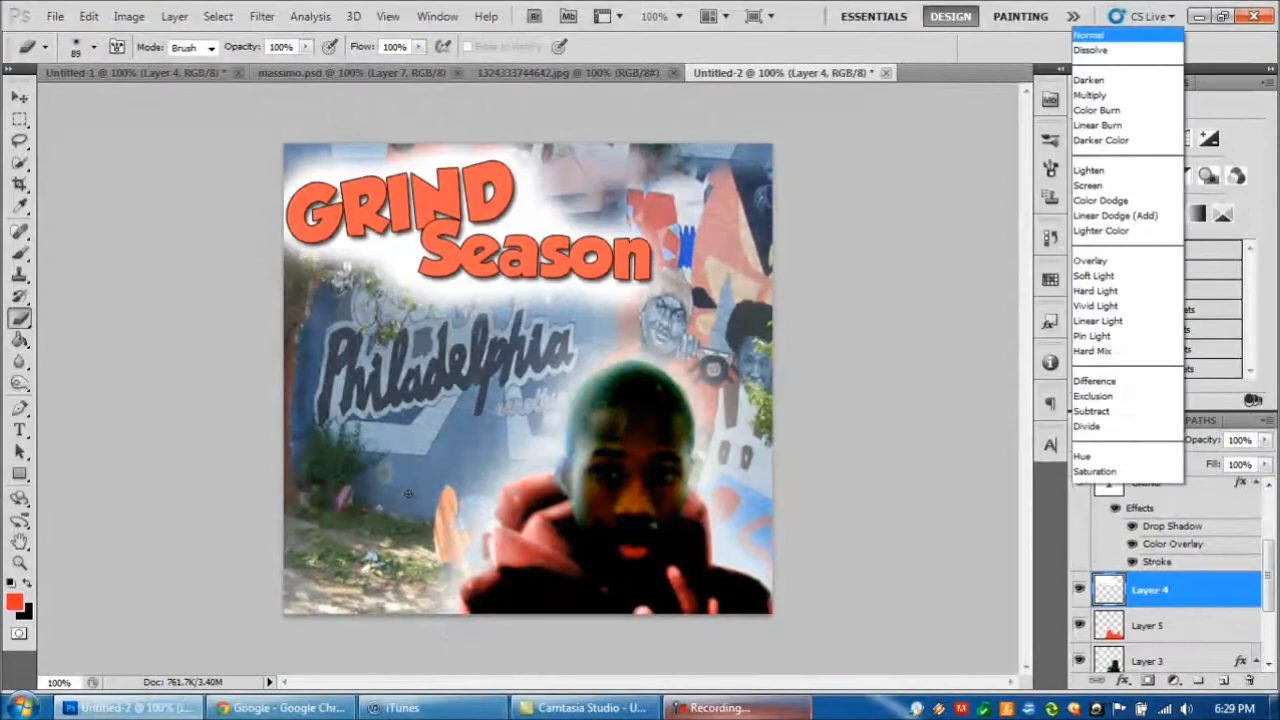 Ps File Edit Image Layer Select Filter Analysis 3D View Window Help Br Mb 100% ESSENTIALS DESIGN PAINTING CS Live
89 Mode: Brush Opacity: 100% Flow: 100%
Untitled-1 @ 100% (Layer 4, RGB/8) * massimo.psd @ 100% (Layer 7, RGB/8) 1324333744642.jpg @ 100% (RGB/8#) Untitled-2 @ 100% (Layer 4, RGB/8) *
Normal
Dissolve
Darken
Multiply
Color Burn
Linear Burn
Darker Color
Lighten
Screen
Color Dodge
Linear Dodge (Add)
Lighter Color
Overlay
Soft Light
Hard Light
Vivid Light
Linear Light
Pin Light
Hard Mix
Difference
Exclusion
Subtract
Divide
Hue
Saturation
GRIND
Season
Philadelphia
PATHS
Opacity: 100%
Fill: 100%
Effects
Drop Shadow
Color Overlay
Stroke
Layer 4
Layer 5
Layer 3
100% Doc: 761.7K/3.40M
Untitled-2 @ 100% (L... Google - Google Chr... iTunes Camtasia Studio - U... Recording... 6:29 PM